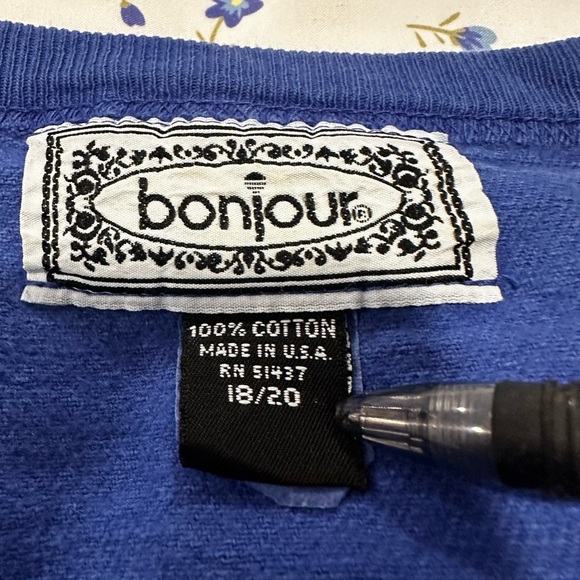 bonjour®
100% COTTON
MADE IN U.S.A.
RN 51437
18/20